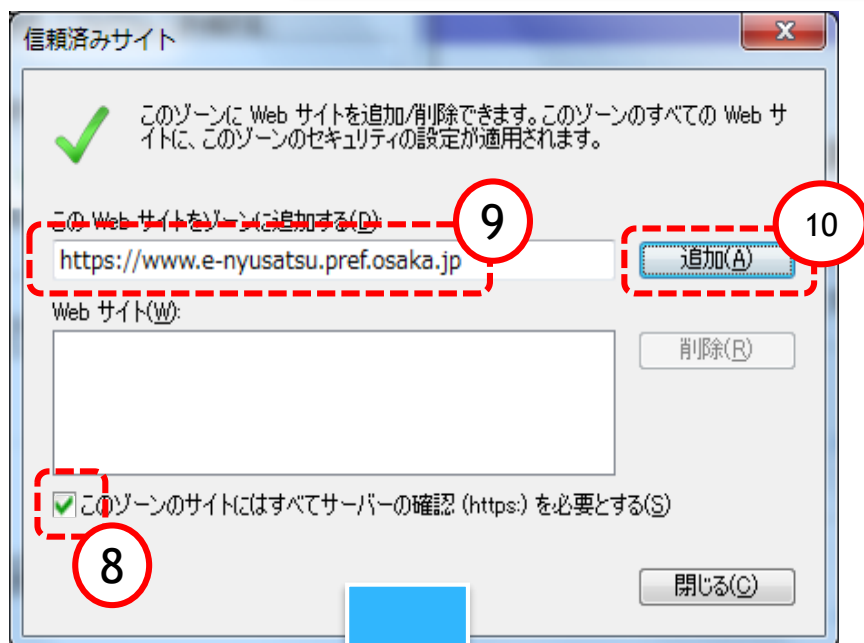 信頼済みサイト
x
このゾーンに Web サイトを追加/削除できます。このゾーンのすべての Web サ
イトに、このゾーンのセキュリティの設定が適用されます。
この Web サイトをゾーンに追加する(D):
9
10
https://www.e-nyusatsu.pref.osaka.jp
追加(A)
Web サイト(W):
削除(R)
このゾーンのサイトにはすべてサーバーの確認 (https:) を必要とする(S)
8
閉じる(C)